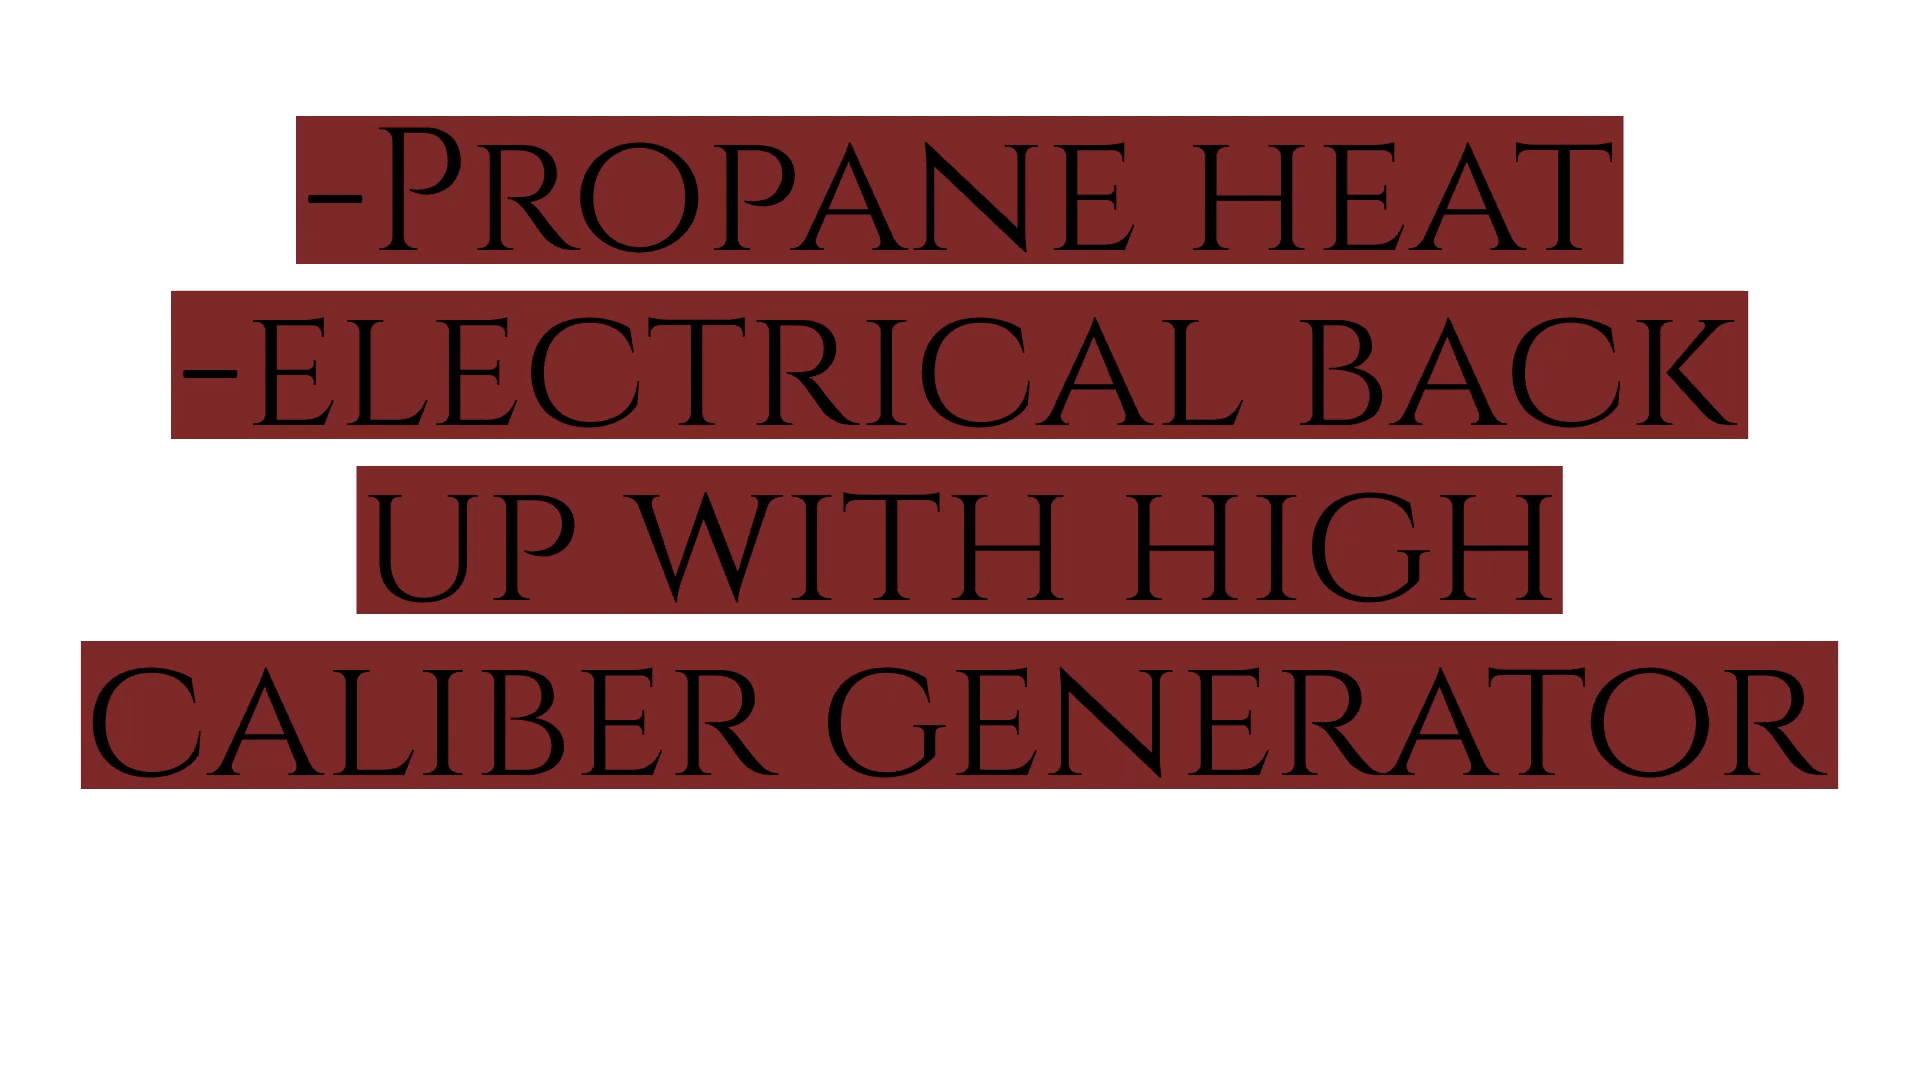 -Propane heat
-electrical back
up with high
caliber generator